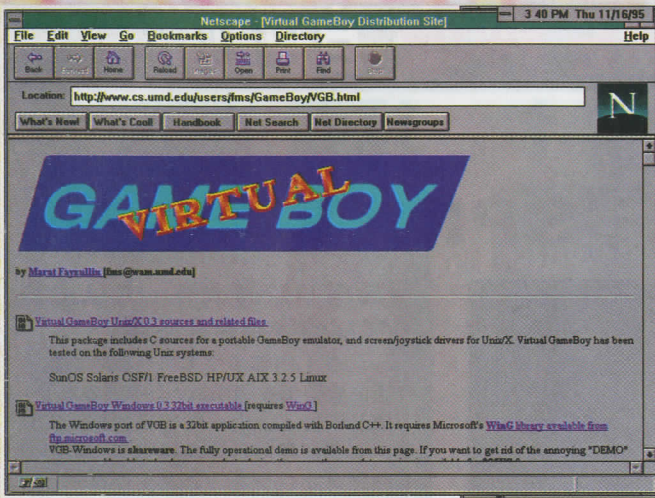 3 40 PM Thu 11/16/95
Netscape - [Virtual GameBoy Distribution Site]
File Edit View Go Bookmarks Options Directory Help
Back Forward Home Reload Images Open Print Find Stop
Location: http://www.cs.umd.edu/users/fms/GameBoy/VGB.html
N
What's New! What's Cool! Handbook Net Search Net Directory Newsgroups
VIRTUAL
GAME BOY
by Marat Fayzullin [fms@wam.umd.edu]
Virtual GameBoy Unix/X 0.3 sources and related files
This package includes C sources for a portable GameBoy emulator, and screen/joystick drivers for Unix/X. Virtual GameBoy has been
tested on the following Unix systems:
SunOS Solaris OSF/1 FreeBSD HP/UX AIX 3.2.5 Linux
Virtual GameBoy Windows 0.3 32bit executable [requires Win3]
The Windows port of VGB is a 32bit application compiled with Borland C++. It requires Microsoft's WinG library available from
ftp.microsoft.com.
VGB-Windows is shareware. The fully operational demo is available from this page. If you want to get rid of the annoying "DEMO"